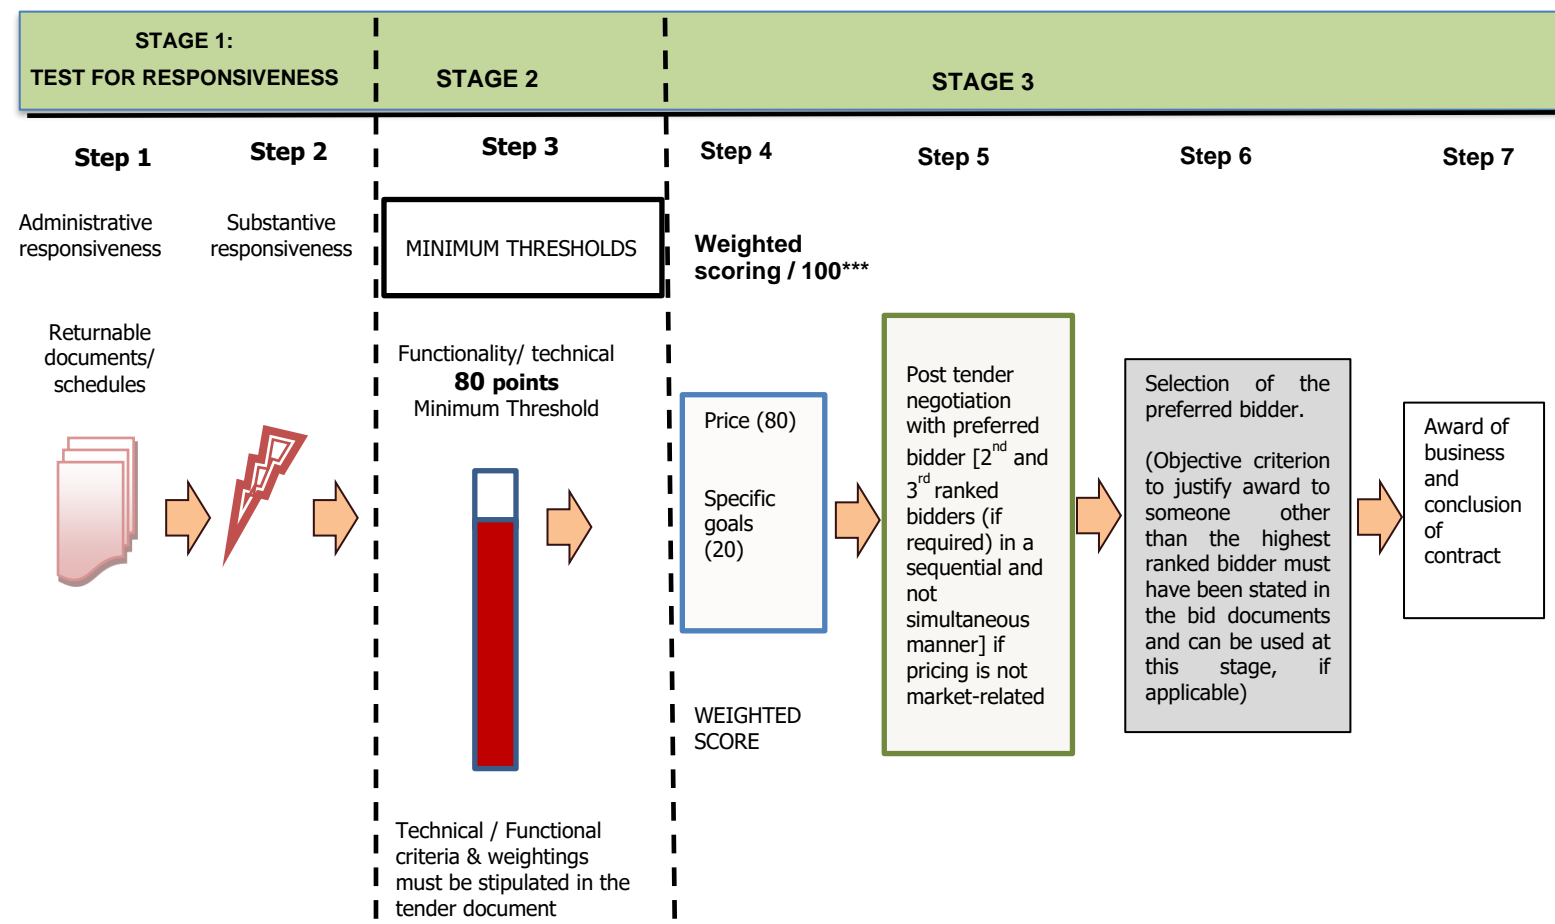 STAGE 1:
TEST FOR RESPONSIVENESS
STAGE 2
STAGE 3
Step 1
Step 2
Step 3
Step 4
Step 5
Step 6
Step 7
Administrative
responsiveness
Substantive
responsiveness
MINIMUM THRESHOLDS
Weighted
scoring / 100***
Returnable
documents/
schedules
Functionality/ technical
80 points
Minimum Threshold
Technical / Functional
criteria & weightings
must be stipulated in the
tender document
Price (80)
Specific
goals
(20)
WEIGHTED
SCORE
Post tender
negotiation
with preferred
bidder [2nd and
3rd ranked
bidders (if
required) in a
sequential and
not
simultaneous
manner] if
pricing is not
market-related
Selection of the
preferred bidder.
(Objective criterion
to justify award to
someone other
than the highest
ranked bidder must
have been stated in
the bid documents
and can be used at
this stage, if
applicable)
Award of
business
and
conclusion
of
contract